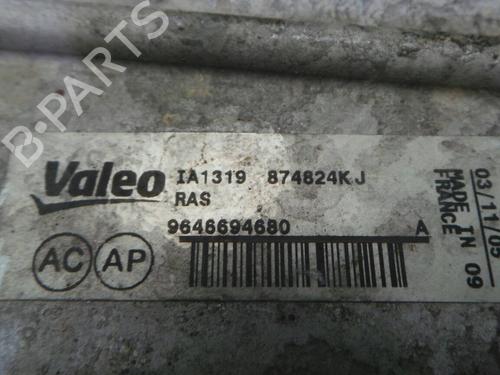 B-PARTS
Valeo
IA1319 874824KJ
RAS
9646694680 A
AC AP
03/11/05
MADE IN
FRANCE 09